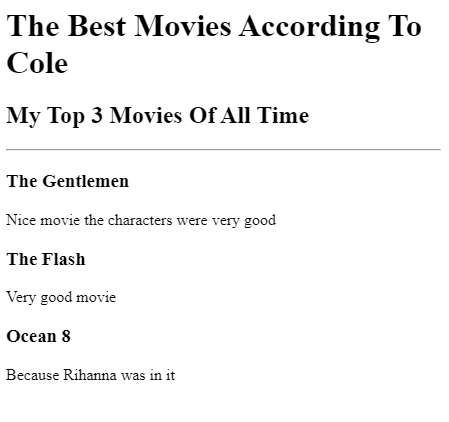 The Best Movies According To
Cole
My Top 3 Movies Of All Time
The Gentlemen
Nice movie the characters were very good
The Flash
Very good movie
Ocean 8
Because Rihanna was in it